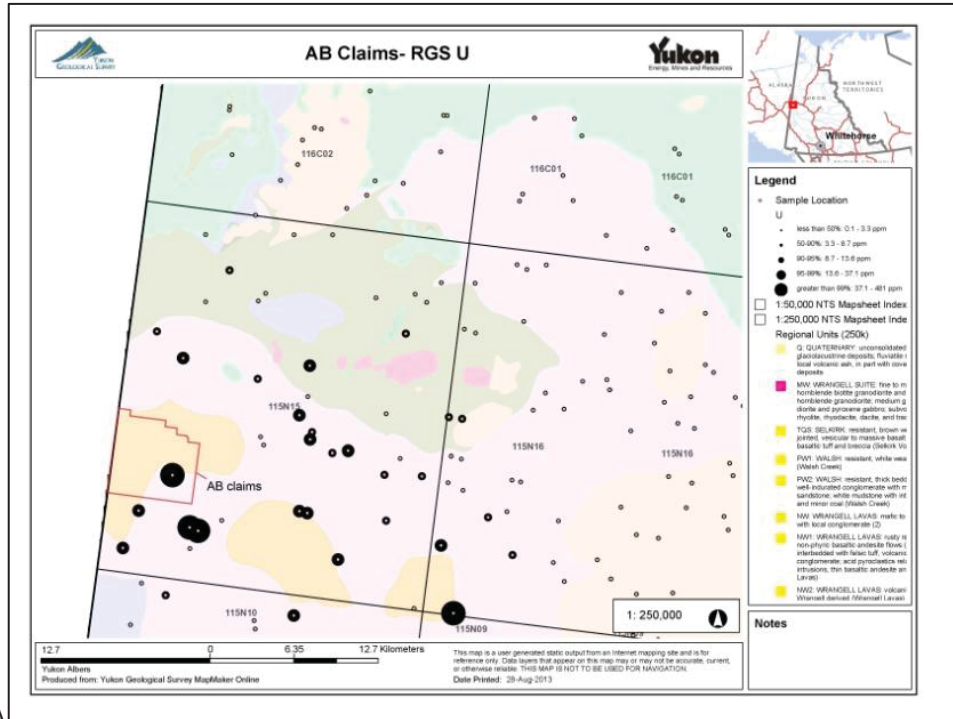 YUKON
GEOLOGICAL SURVEY
AB Claims- RGS U
Yukon
Energy, Mines and Resources
ALASKA
YUKON
NORTHWEST
TERRITORIES
Whitehorse
116C02
116C01
116C01
115N15
115N16
115N16
AB claims
115N10
115N09
1: 250,000
Legend
Sample Location
U
less than 50%: 0.1 - 3.3 ppm
50-90%: 3.3 - 8.7 ppm
90-95%: 8.7 - 13.6 ppm
95-99%: 13.6 - 37.1 ppm
greater than 99%: 37.1 - 481 ppm
1:50,000 NTS Mapsheet Index
1:250,000 NTS Mapsheet Inde
Regional Units (250k)
Q: QUATERNARY: unconsolidated
glaciolacustrine deposits; fluviatile
local volcanic ash, in part with cove
deposits
MW: WRANGELL SUITE: fine to m
hornblende biotite granodiorite and
hornblende granodiorite; medium g
diorite and pyroxene gabbro; subvo
rhyolite, rhyodacite, dacite, and trac
TQS: SELKIRK: resistant, brown w
jointed, vesicular to massive basalt
basaltic tuff and breccia (Selkirk Vo
PW1: WALSH: resistant, white wea
(Walsh Creek)
PW2: WALSH: resistant, thick bedd
well-indurated conglomerate with m
sandstone; white mudstone with int
and minor coal (Walsh Creek)
NW: WRANGELL LAVAS: mafic to
with local conglomerate (2)
NW1: WRANGELL LAVAS: rusty r
non-phyric basaltic andesite flows (
interbedded with felsic tuff, volcanic
conglomerate; acid pyroclastics rela
intrusions, thin basaltic andesite an
Lavas)
NW2: WRANGELL LAVAS: volcani
Wrangell derived (Wrangell Lavas)
Notes
12.7 0 6.35 12.7 Kilometers
Yukon Albers
Produced from: Yukon Geological Survey MapMaker Online
This map is a user generated static output from an Internet mapping site and is for
reference only. Data layers that appear on this map may or may not be accurate, current,
or otherwise reliable. THIS MAP IS NOT TO BE USED FOR NAVIGATION.
Date Printed: 28-Aug-2013